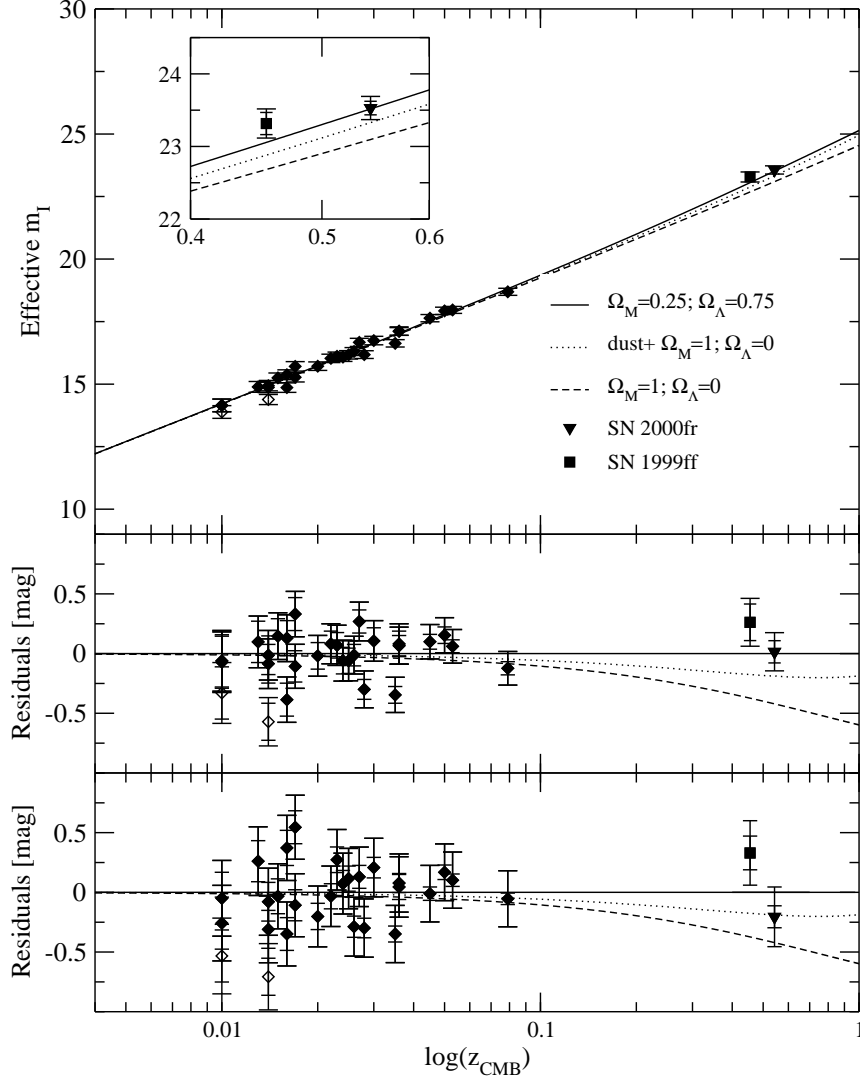 30
25
20
15
10
Effective m_I
24
23
22
0.4
0.5
0.6
Ω_M=0.25; Ω_Λ=0.75
dust+ Ω_M=1; Ω_Λ=0
Ω_M=1; Ω_Λ=0
SN 2000fr
SN 1999ff
0.5
0
-0.5
Residuals [mag]
0.5
0
-0.5
Residuals [mag]
0.01
0.1
1
log(z_CMB)